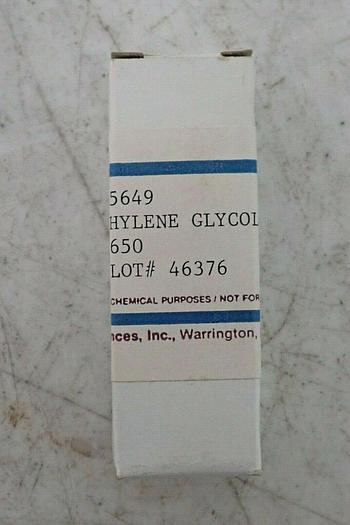 5649
HYLENE GLYCOL
650
LOT# 46376
CHEMICAL PURPOSES / NOT FOR
nces, Inc., Warrington,